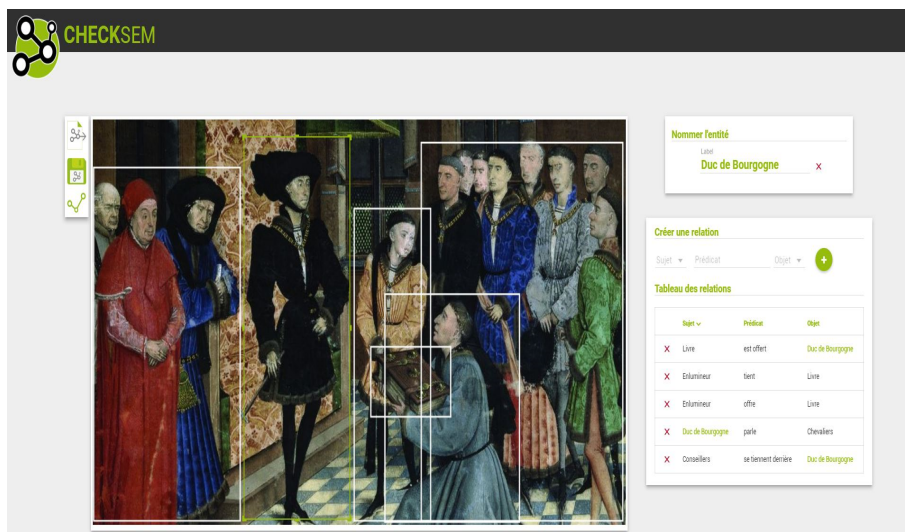 CHECKSEM
Nommer l'entité
Label
Duc de Bourgogne x
Créer une relation
Sujet Prédicat Objet +
Tableau des relations
Sujet Prédicat Objet
x Livre est offert Duc de Bourgogne
x Enlumineur tient Livre
x Enlumineur offre Livre
x Duc de Bourgogne parle Chevaliers
x Conseillers se tiennent derrière Duc de Bourgogne